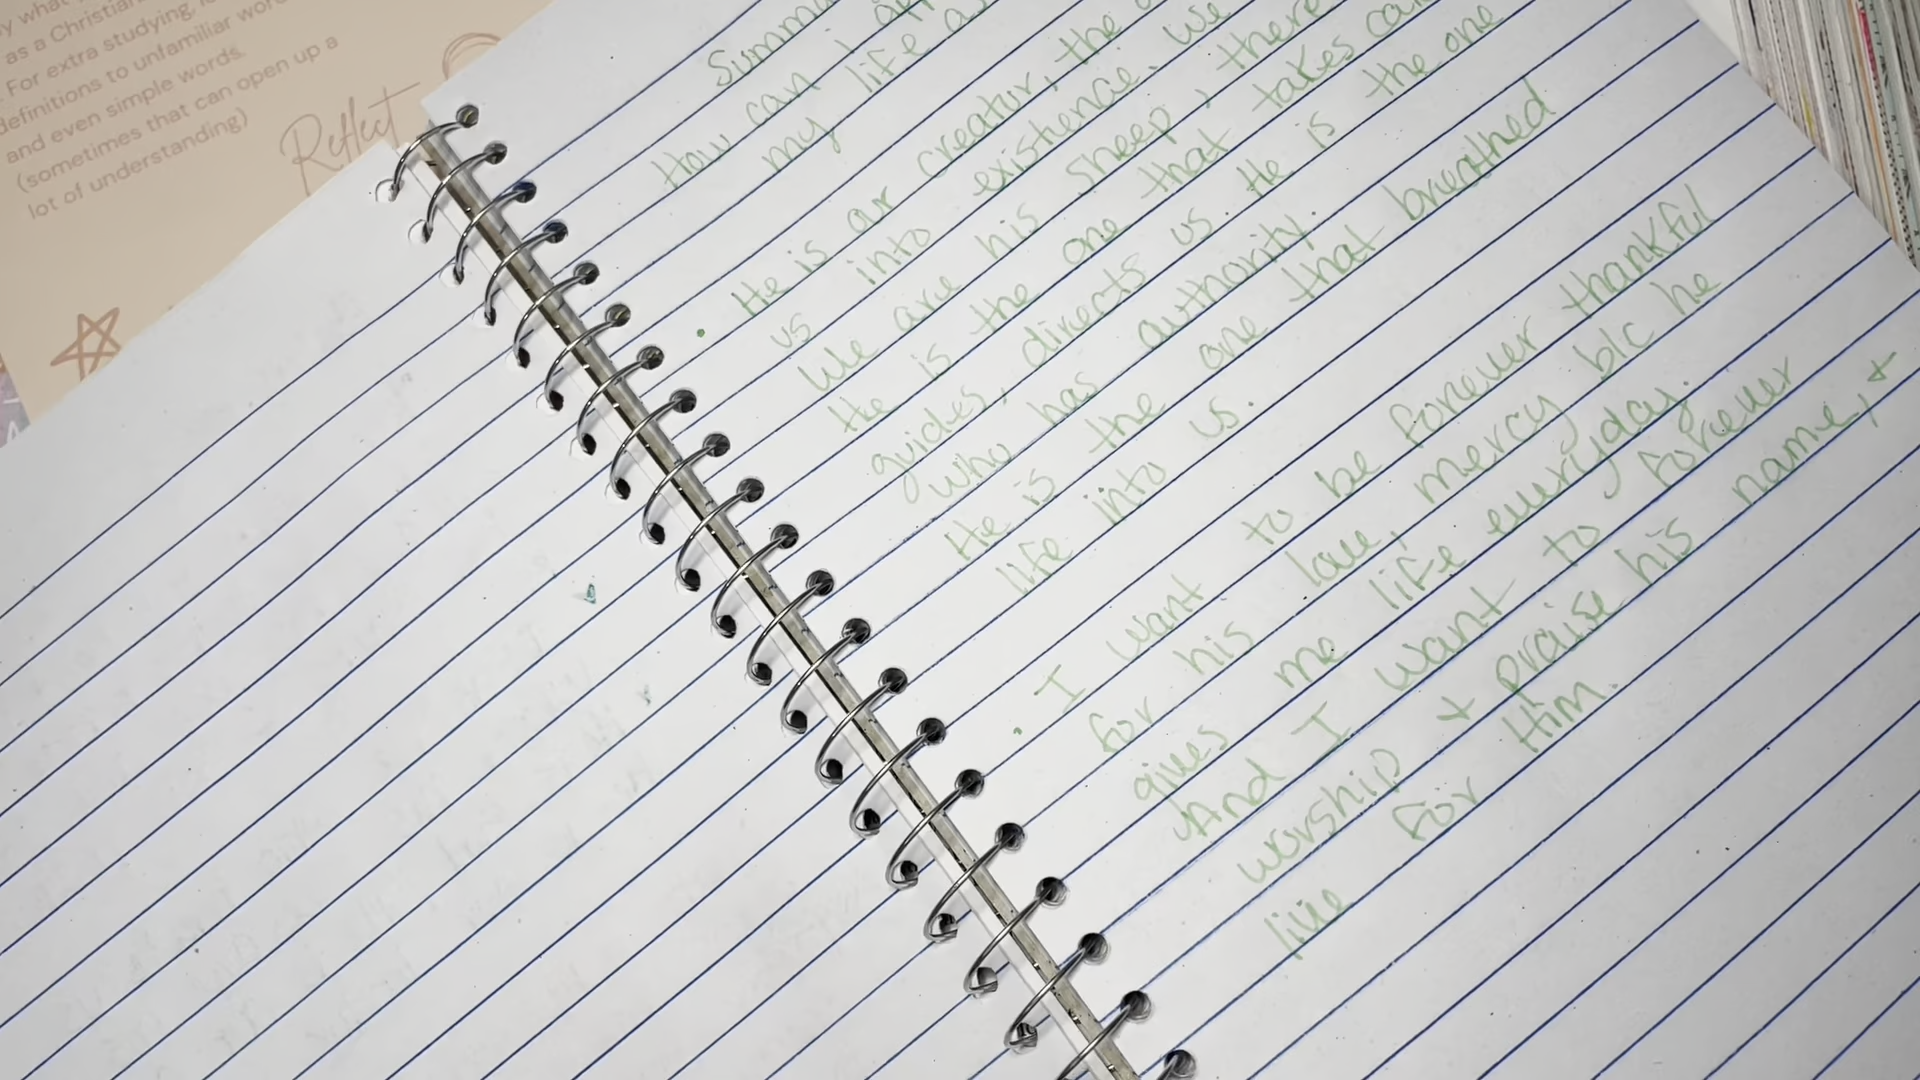 as a Christian
For extra studying,
definitions to unfamiliar
and even simple words.
(sometimes that can open up a
lot of understanding)
Reflect
How can I
my life
• He is ar creator, the
us into existence. we
We are his sheep,
He is the one that takes
guides, directs us He is the one
who has authority.
He is the one that breathed
life into us.
• I want to be forever thankful
for his love, mercy b/c he
gives me life everyday.
And I want to forever
worship + praise his name, +
live for Him.